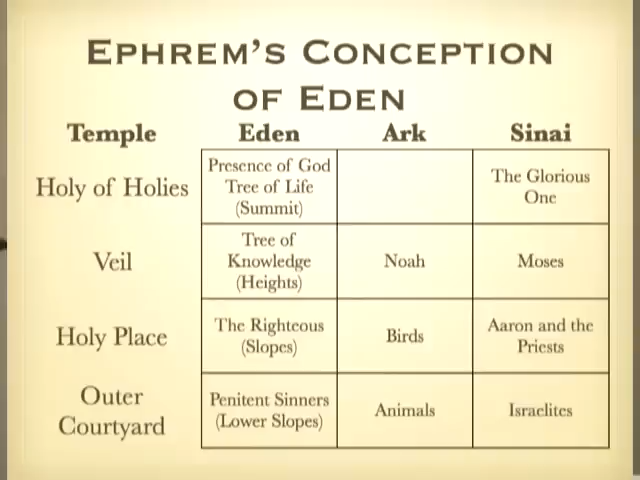 EPHREM'S CONCEPTION
OF EDEN
Temple Eden Ark Sinai
Holy of Holies
Presence of God
Tree of Life
(Summit)
The Glorious
One
Veil
Tree of
Knowledge
(Heights)
Noah
Moses
Holy Place
The Righteous
(Slopes)
Birds
Aaron and the
Priests
Outer
Courtyard
Penitent Sinners
(Lower Slopes)
Animals
Israelites